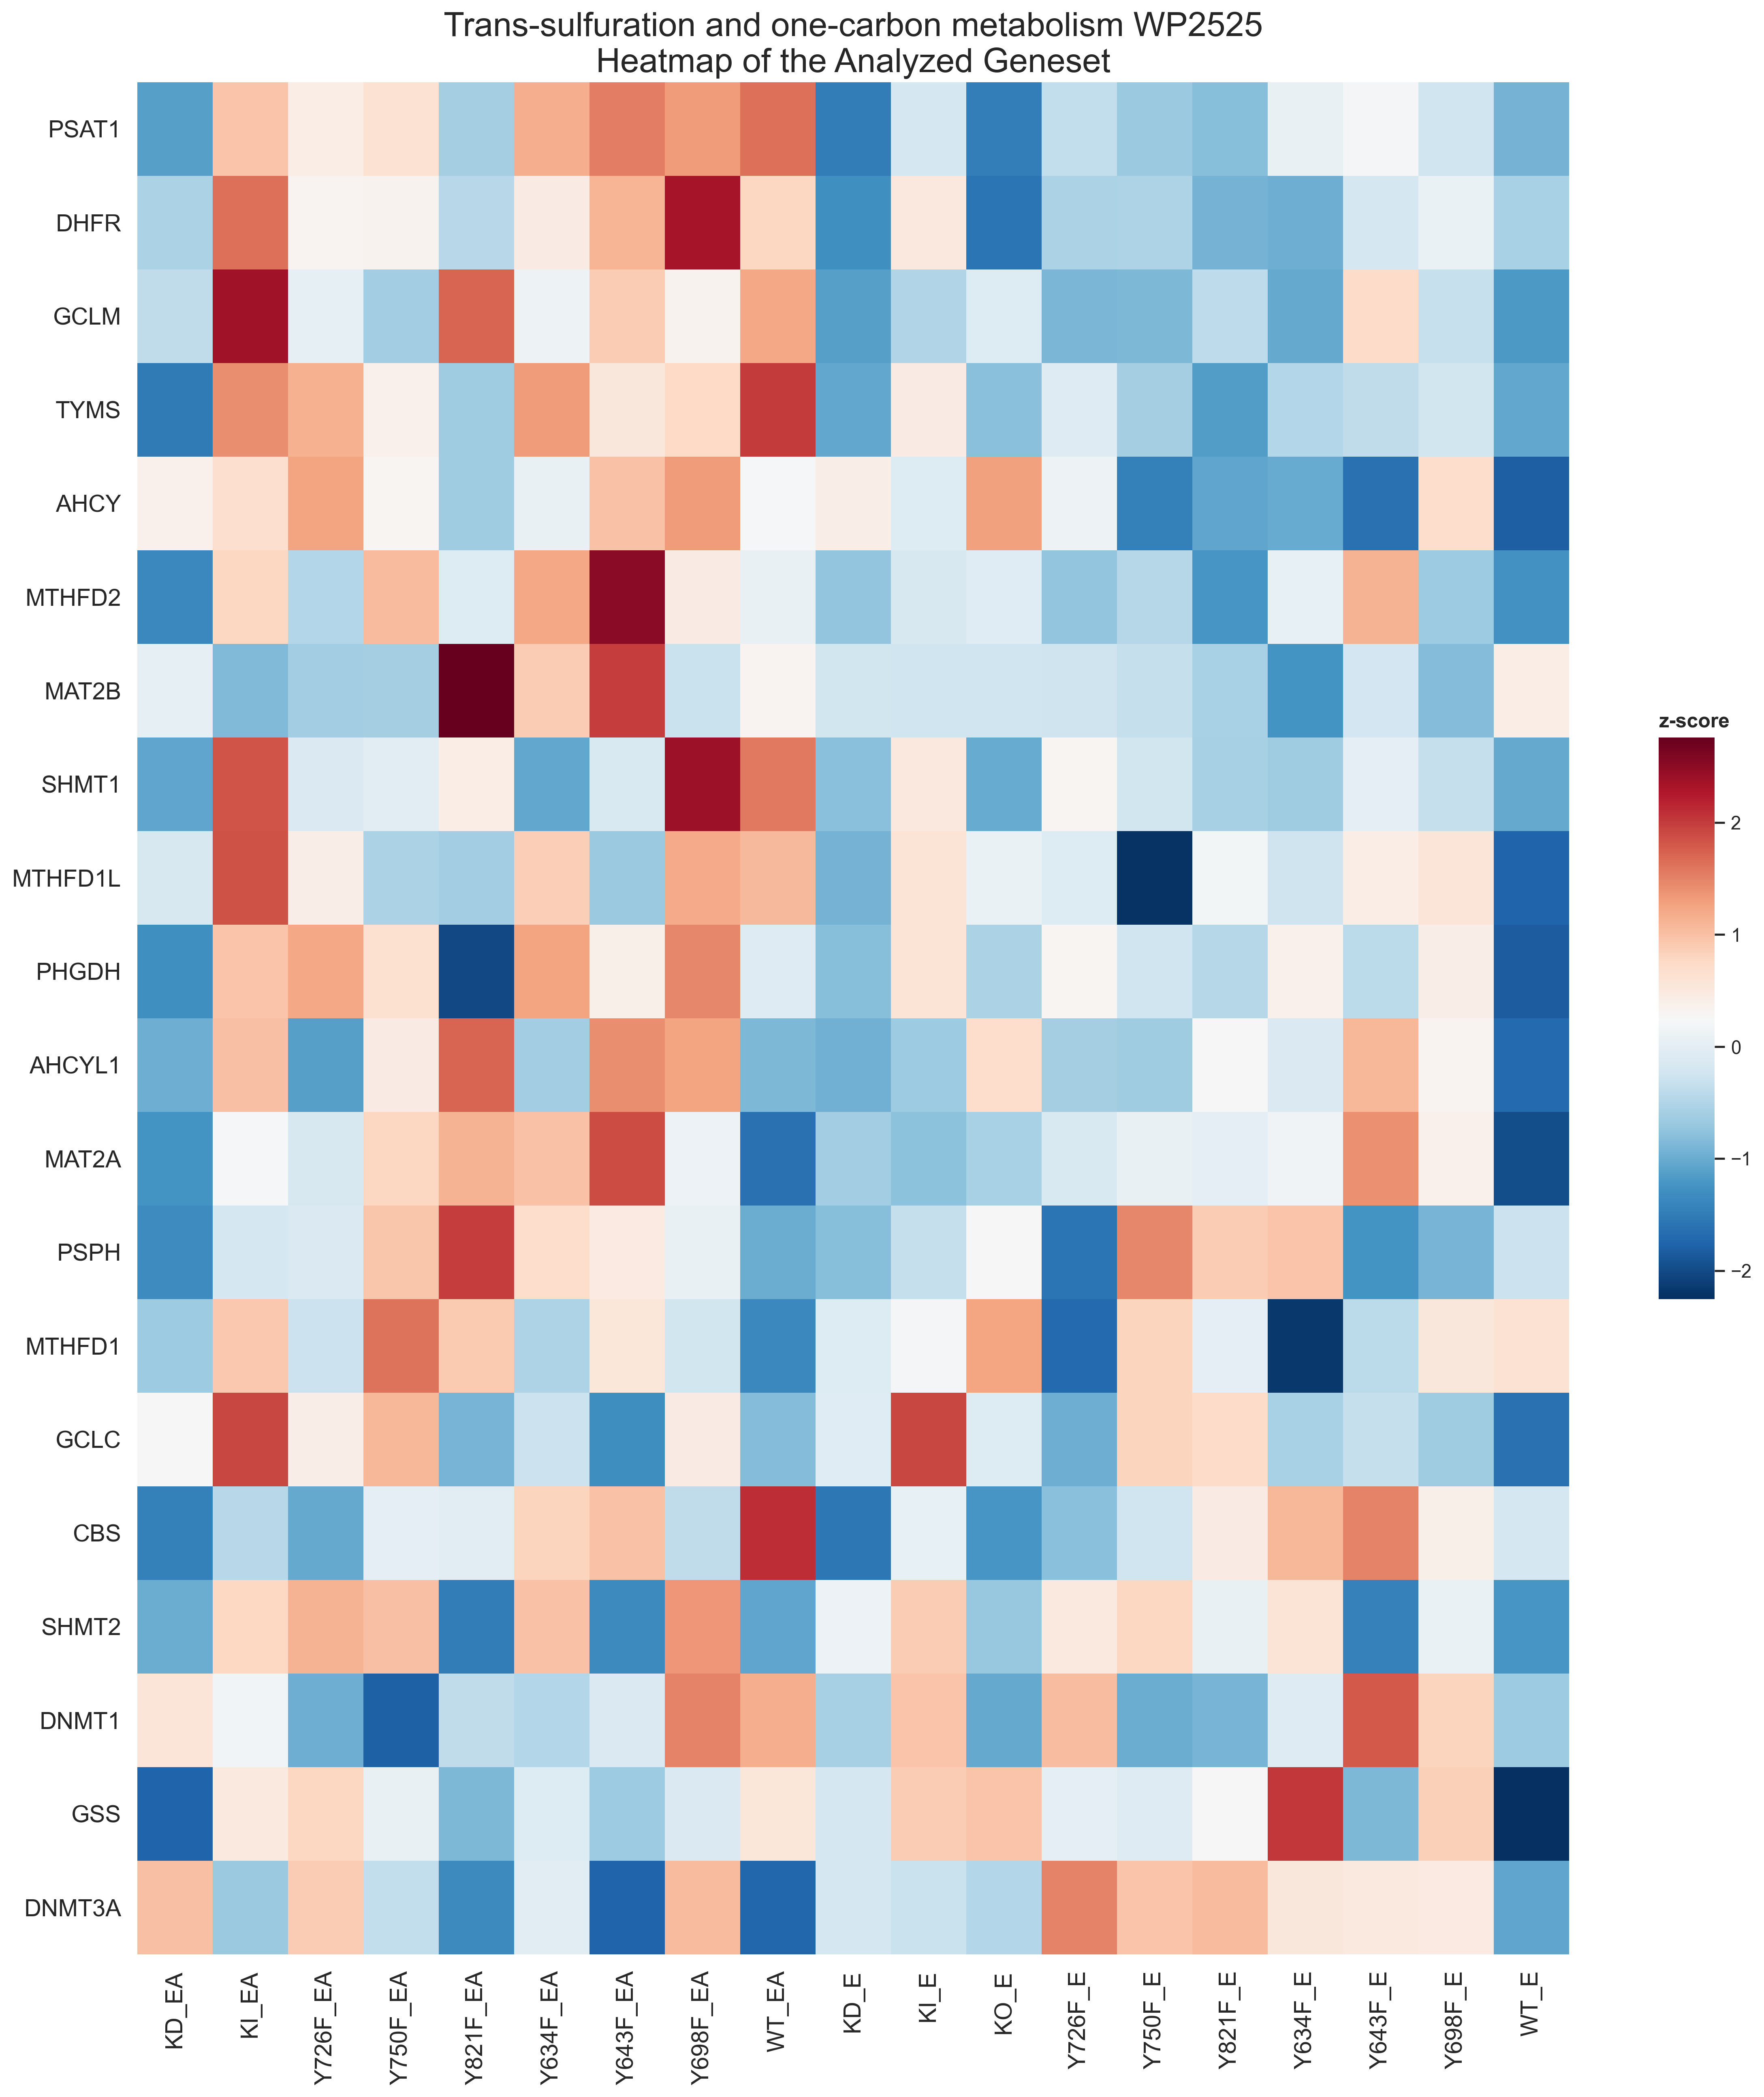 Trans-sulfuration and one-carbon metabolism WP2525
Heatmap of the Analyzed Geneset
PSAT1
DHFR
GCLM
TYMS
AHCY
MTHFD2
MAT2B
SHMT1
MTHFD1L
PHGDH
AHCYL1
MAT2A
PSPH
MTHFD1
GCLC
CBS
SHMT2
DNMT1
GSS
DNMT3A
KD_EA
KI_EA
Y726F_EA
Y750F_EA
Y821F_EA
Y634F_EA
Y643F_EA
Y698F_EA
WT_EA
KD_E
KI_E
KO_E
Y726F_E
Y750F_E
Y821F_E
Y634F_E
Y643F_E
Y698F_E
WT_E
z-score
2
1
0
−1
−2